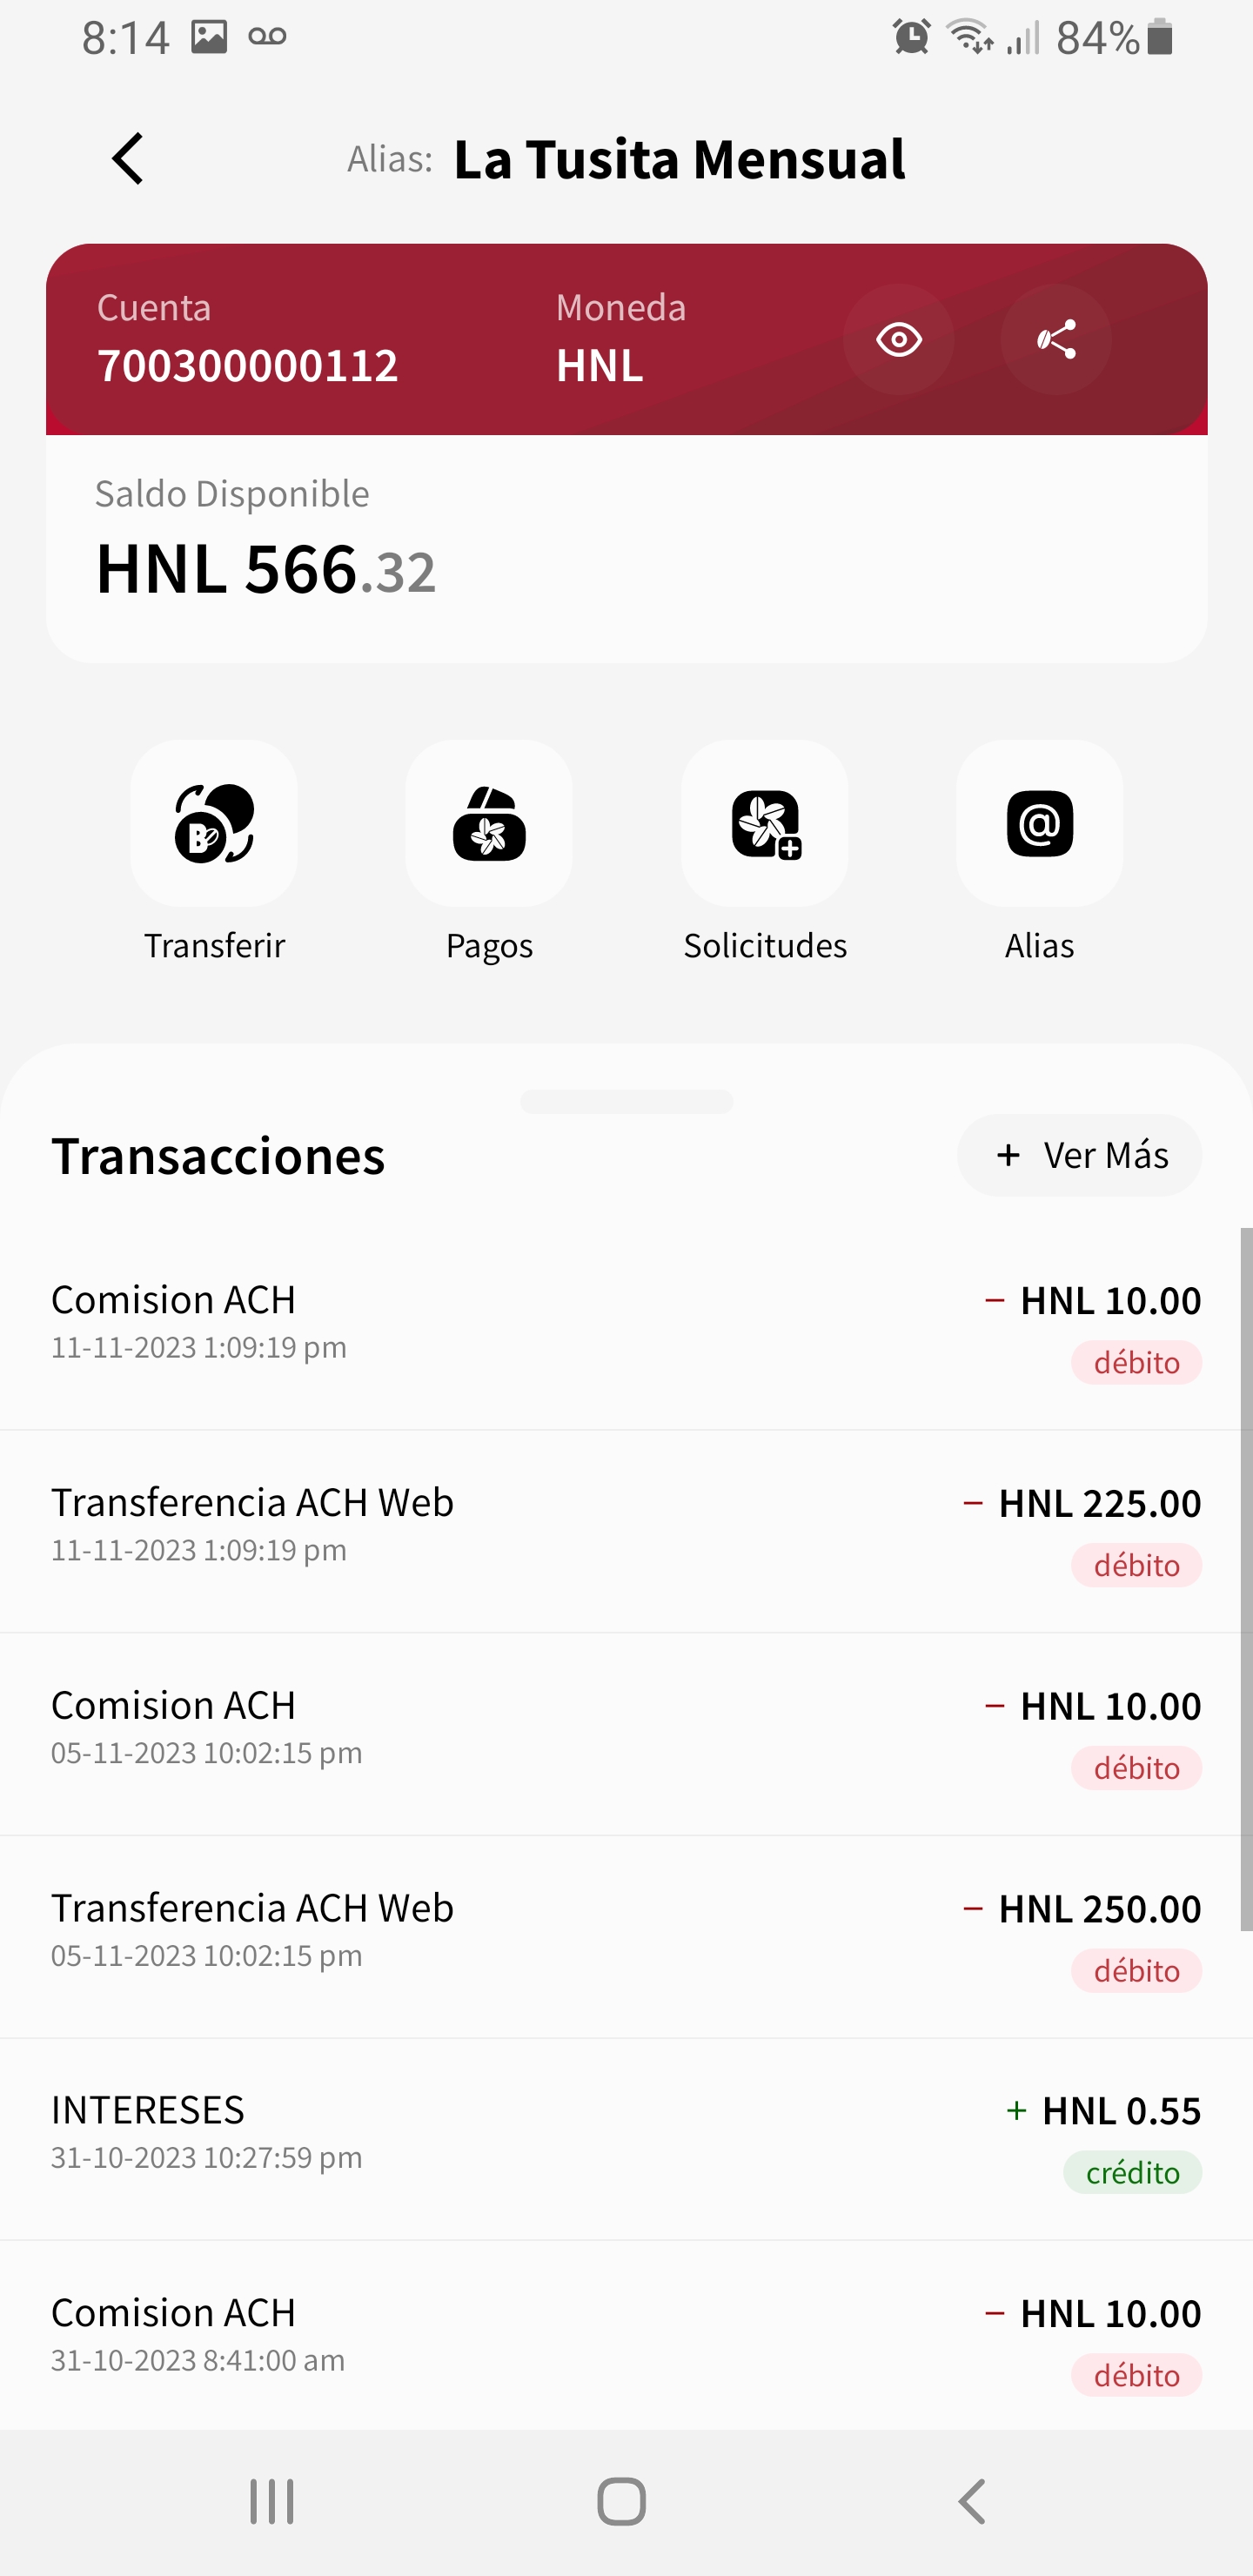 8:14 84%
Alias: La Tusita Mensual
Cuenta Moneda
700300000112 HNL
Saldo Disponible
HNL 566.32
B
@
Transferir Pagos Solicitudes Alias
Transacciones + Ver Más
Comision ACH − HNL 10.00
11-11-2023 1:09:19 pm débito
Transferencia ACH Web − HNL 225.00
11-11-2023 1:09:19 pm débito
Comision ACH − HNL 10.00
05-11-2023 10:02:15 pm débito
Transferencia ACH Web − HNL 250.00
05-11-2023 10:02:15 pm débito
INTERESES + HNL 0.55
31-10-2023 10:27:59 pm crédito
Comision ACH − HNL 10.00
31-10-2023 8:41:00 am débito